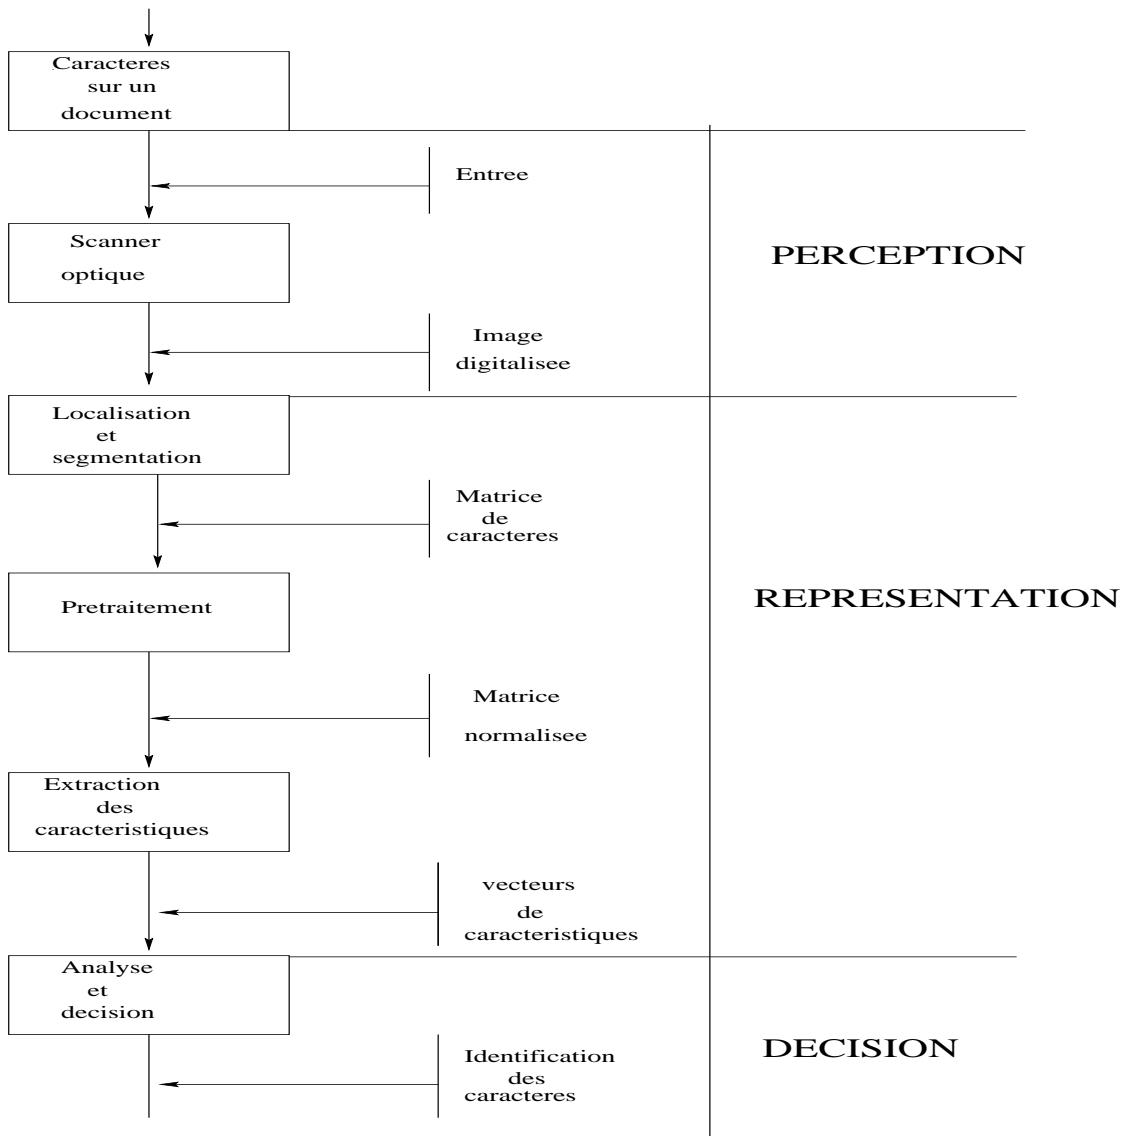 Caracteres
sur un
document
Entree
Scanner
optique
PERCEPTION
Image
digitalisee
Localisation
et
segmentation
Matrice
de
caracteres
Pretraitement
REPRESENTATION
Matrice
normalisee
Extraction
des
caracteristiques
vecteurs
de
caracteristiques
Analyse
et
decision
DECISION
Identification
des
caracteres